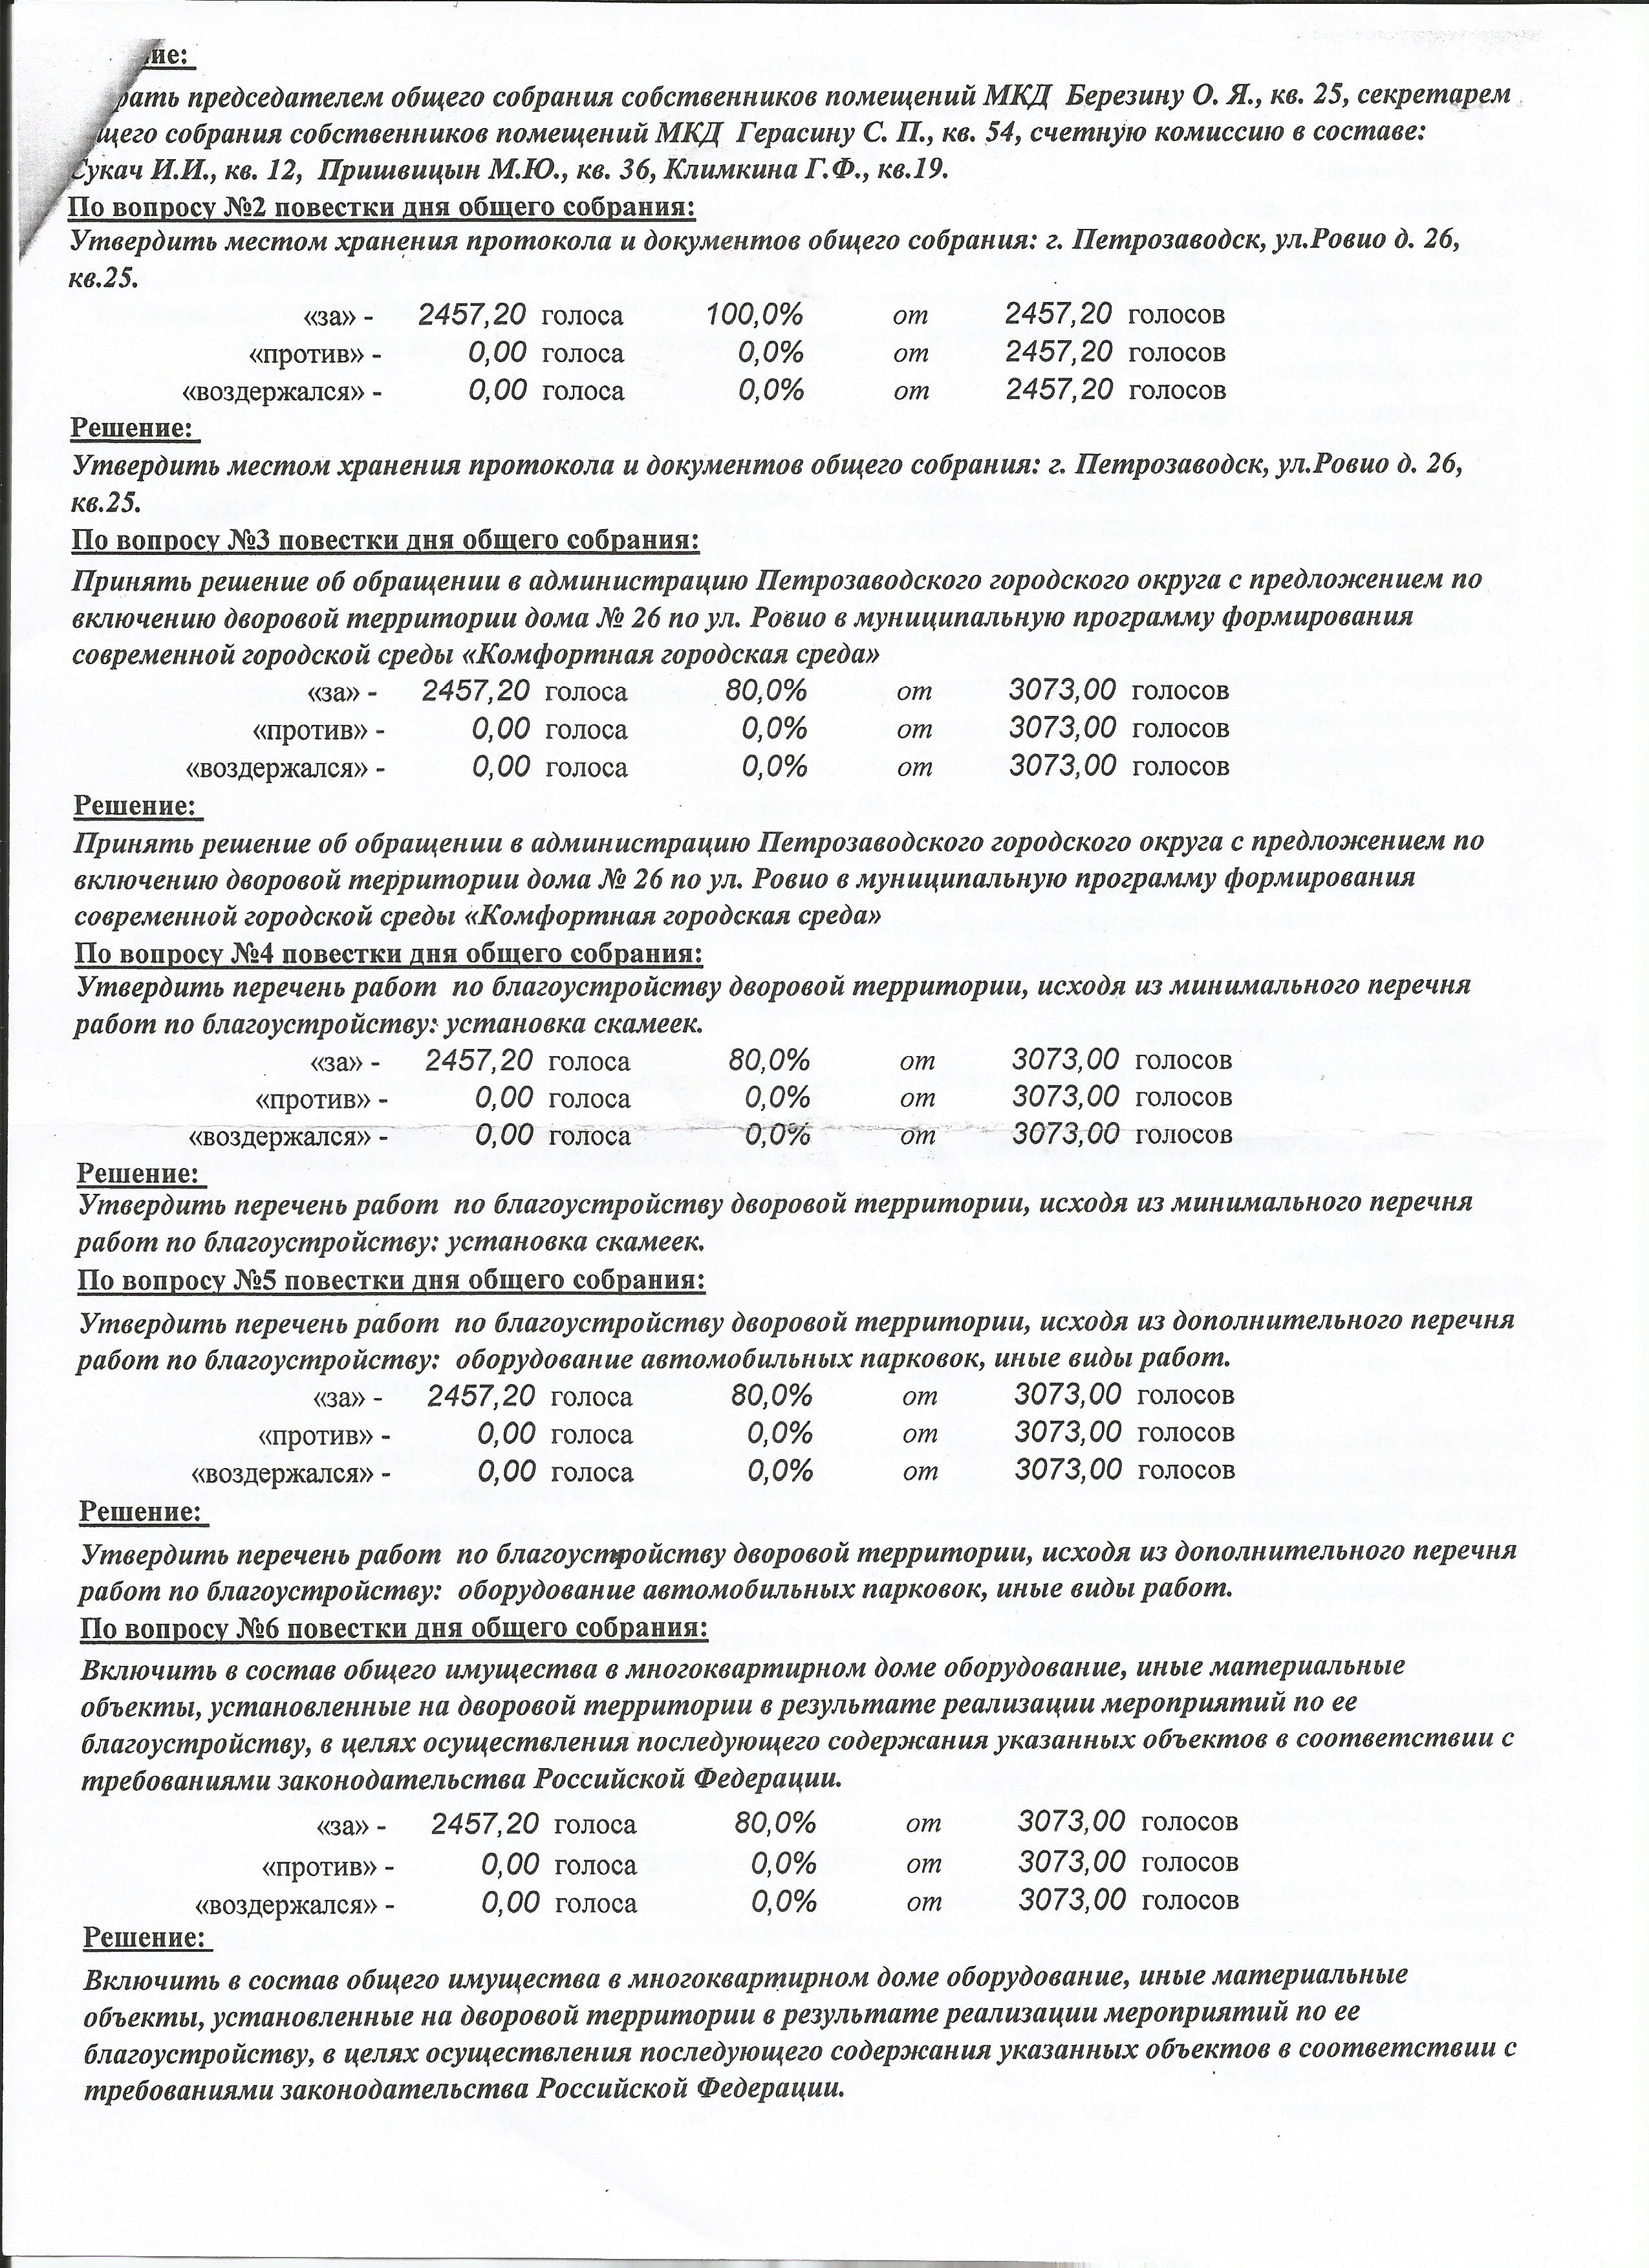 ие:
рать председателем общего собрания собственников помещений МКД Березину О. Я., кв. 25, секретарем
щего собрания собственников помещений МКД Герасину С. П., кв. 54, счетную комиссию в составе:
Сукач И.И., кв. 12, Пришвицын М.Ю., кв. 36, Климкина Г.Ф., кв.19.
По вопросу №2 повестки дня общего собрания:
Утвердить местом хранения протокола и документов общего собрания: г. Петрозаводск, ул.Ровио д. 26,
кв.25.
«за» - 2457,20 голоса 100,0% от 2457,20 голосов
«против» - 0,00 голоса 0,0% от 2457,20 голосов
«воздержался» - 0,00 голоса 0,0% от 2457,20 голосов
Решение:
Утвердить местом хранения протокола и документов общего собрания: г. Петрозаводск, ул.Ровио д. 26,
кв.25.
По вопросу №3 повестки дня общего собрания:
Принять решение об обращении в администрацию Петрозаводского городского округа с предложением по
включению дворовой территории дома № 26 по ул. Ровио в муниципальную программу формирования
современной городской среды «Комфортная городская среда»
«за» - 2457,20 голоса 80,0% от 3073,00 голосов
«против» - 0,00 голоса 0,0% от 3073,00 голосов
«воздержался» - 0,00 голоса 0,0% от 3073,00 голосов
Решение:
Принять решение об обращении в администрацию Петрозаводского городского округа с предложением по
включению дворовой территории дома № 26 по ул. Ровио в муниципальную программу формирования
современной городской среды «Комфортная городская среда»
По вопросу №4 повестки дня общего собрания:
Утвердить перечень работ по благоустройству дворовой территории, исходя из минимального перечня
работ по благоустройству: установка скамеек.
«за» - 2457,20 голоса 80,0% от 3073,00 голосов
«против» - 0,00 голоса 0,0% от 3073,00 голосов
«воздержался» - 0,00 голоса 0,0% от 3073,00 голосов
Решение:
Утвердить перечень работ по благоустройству дворовой территории, исходя из минимального перечня
работ по благоустройству: установка скамеек.
По вопросу №5 повестки дня общего собрания:
Утвердить перечень работ по благоустройству дворовой территории, исходя из дополнительного перечня
работ по благоустройству: оборудование автомобильных парковок, иные виды работ.
«за» - 2457,20 голоса 80,0% от 3073,00 голосов
«против» - 0,00 голоса 0,0% от 3073,00 голосов
«воздержался» - 0,00 голоса 0,0% от 3073,00 голосов
Решение:
Утвердить перечень работ по благоустройству дворовой территории, исходя из дополнительного перечня
работ по благоустройству: оборудование автомобильных парковок, иные виды работ.
По вопросу №6 повестки дня общего собрания:
Включить в состав общего имущества в многоквартирном доме оборудование, иные материальные
объекты, установленные на дворовой территории в результате реализации мероприятий по ее
благоустройству, в целях осуществления последующего содержания указанных объектов в соответствии с
требованиями законодательства Российской Федерации.
«за» - 2457,20 голоса 80,0% от 3073,00 голосов
«против» - 0,00 голоса 0,0% от 3073,00 голосов
«воздержался» - 0,00 голоса 0,0% от 3073,00 голосов
Решение:
Включить в состав общего имущества в многоквартирном доме оборудование, иные материальные
объекты, установленные на дворовой территории в результате реализации мероприятий по ее
благоустройству, в целях осуществления последующего содержания указанных объектов в соответствии с
требованиями законодательства Российской Федерации.